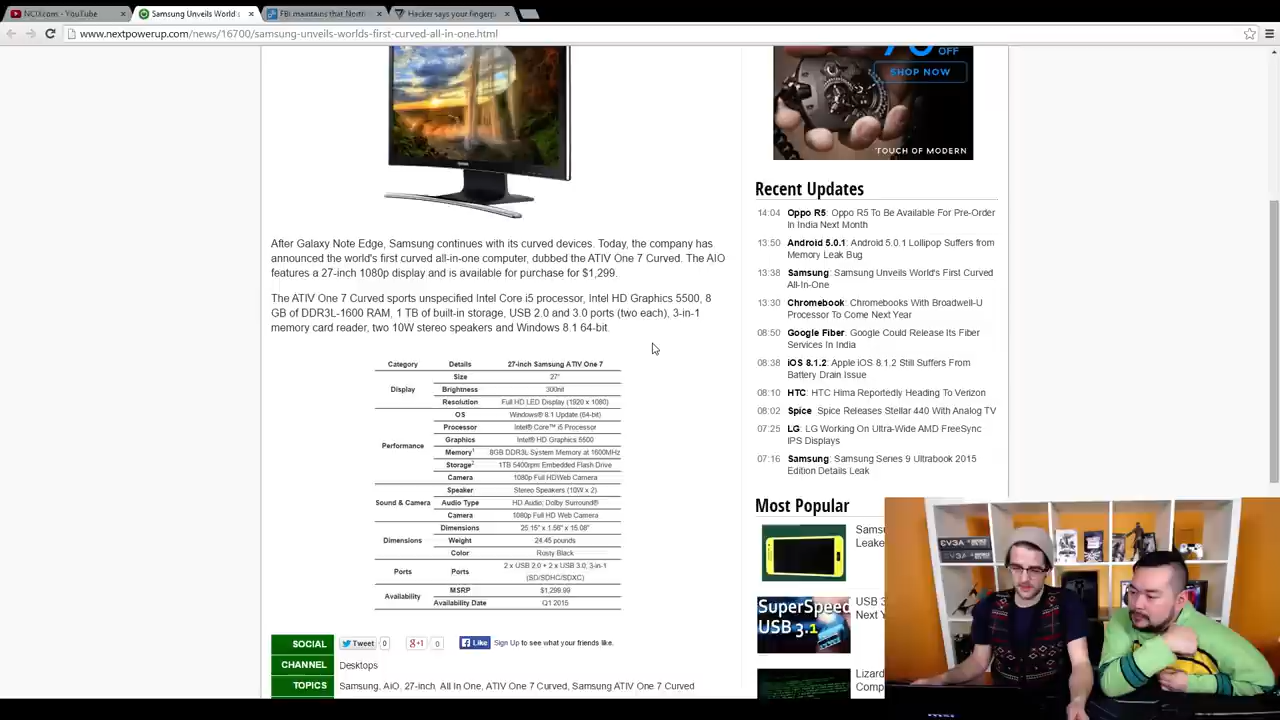 NCIXcom - YouTube
Samsung Unveils World
FBI maintains that North
Hacker says your fingerp
www.nextpowerup.com/news/16700/samsung-unveils-worlds-first-curved-all-in-one.html
OFF
SHOP NOW
TOUCH OF MODERN
After Galaxy Note Edge, Samsung continues with its curved devices. Today, the company has
announced the world's first curved all-in-one computer, dubbed the ATIV One 7 Curved. The AIO
features a 27-inch 1080p display and is available for purchase for $1,299.
The ATIV One 7 Curved sports unspecified Intel Core i5 processor, Intel HD Graphics 5500, 8
GB of DDR3L-1600 RAM, 1 TB of built-in storage, USB 2.0 and 3.0 ports (two each), 3-in-1
memory card reader, two 10W stereo speakers and Windows 8.1 64-bit.
Category Details 27-inch Samsung ATIV One 7
Display Size 27"
Brightness 300nit
Resolution Full HD LED Display (1920 x 1080)
Performance OS Windows® 8.1 Update (64-bit)
Processor Intel® Core™ i5 Processor
Graphics Intel® HD Graphics 5500
Memory¹ 8GB DDR3L System Memory at 1600MHz
Storage² 1TB 5400rpm Embedded Flash Drive
Camera 1080p Full HDWeb Camera
Sound & Camera Speaker Stereo Speakers (10W x 2)
Audio Type HD Audio; Dolby Surround®
Camera 1080p Full HD Web Camera
Dimensions Dimensions 25.15" x 1.56" x 15.08"
Weight 24.45 pounds
Color Rosty Black
Ports Ports 2 x USB 2.0 + 2 x USB 3.0; 3-in-1
(SD/SDHC/SDXC)
Availability MSRP $1,299.99
Availability Date Q1 2015
SOCIAL Tweet 0 +1 0 Like Sign Up to see what your friends like.
CHANNEL Desktops
TOPICS Samsung, AiO, 27-inch, All In One, ATIV One 7 Curved, Samsung ATIV One 7 Curved
Recent Updates
14:04 Oppo R5: Oppo R5 To Be Available For Pre-Order
In India Next Month
13:50 Android 5.0.1: Android 5.0.1 Lollipop Suffers from
Memory Leak Bug
13:38 Samsung: Samsung Unveils World's First Curved
All-In-One
13:30 Chromebook: Chromebooks With Broadwell-U
Processor To Come Next Year
08:50 Google Fiber: Google Could Release Its Fiber
Services In India
08:38 iOS 8.1.2: Apple iOS 8.1.2 Still Suffers From
Battery Drain Issue
08:10 HTC: HTC Hima Reportedly Heading To Verizon
08:02 Spice Spice Releases Stellar 440 With Analog TV
07:25 LG: LG Working On Ultra-Wide AMD FreeSync
IPS Displays
07:16 Samsung: Samsung Series 9 Ultrabook 2015
Edition Details Leak
Most Popular
Samsu
Leake
SuperSpeed
USB 3.1
USB 3
Next Y
Lizard
Comp
EVGA
EVGA